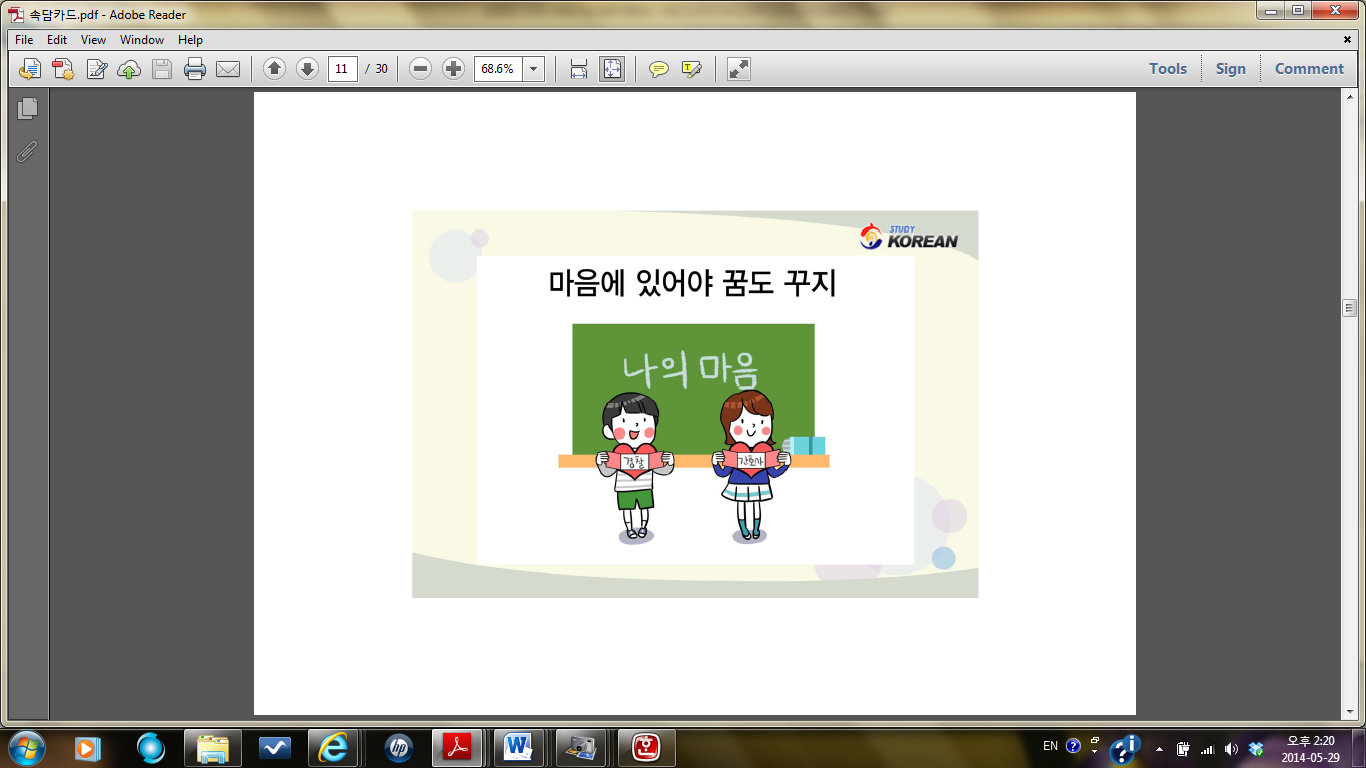 속담카드.pdf - Adobe Reader
File Edit View Window Help
11 / 30 68.6% Tools Sign Comment
STUDY
KOREAN
마음에 있어야 꿈도 꾸지
나의 마음
경찰 간호사
EN 오후 2:20
2014-05-29